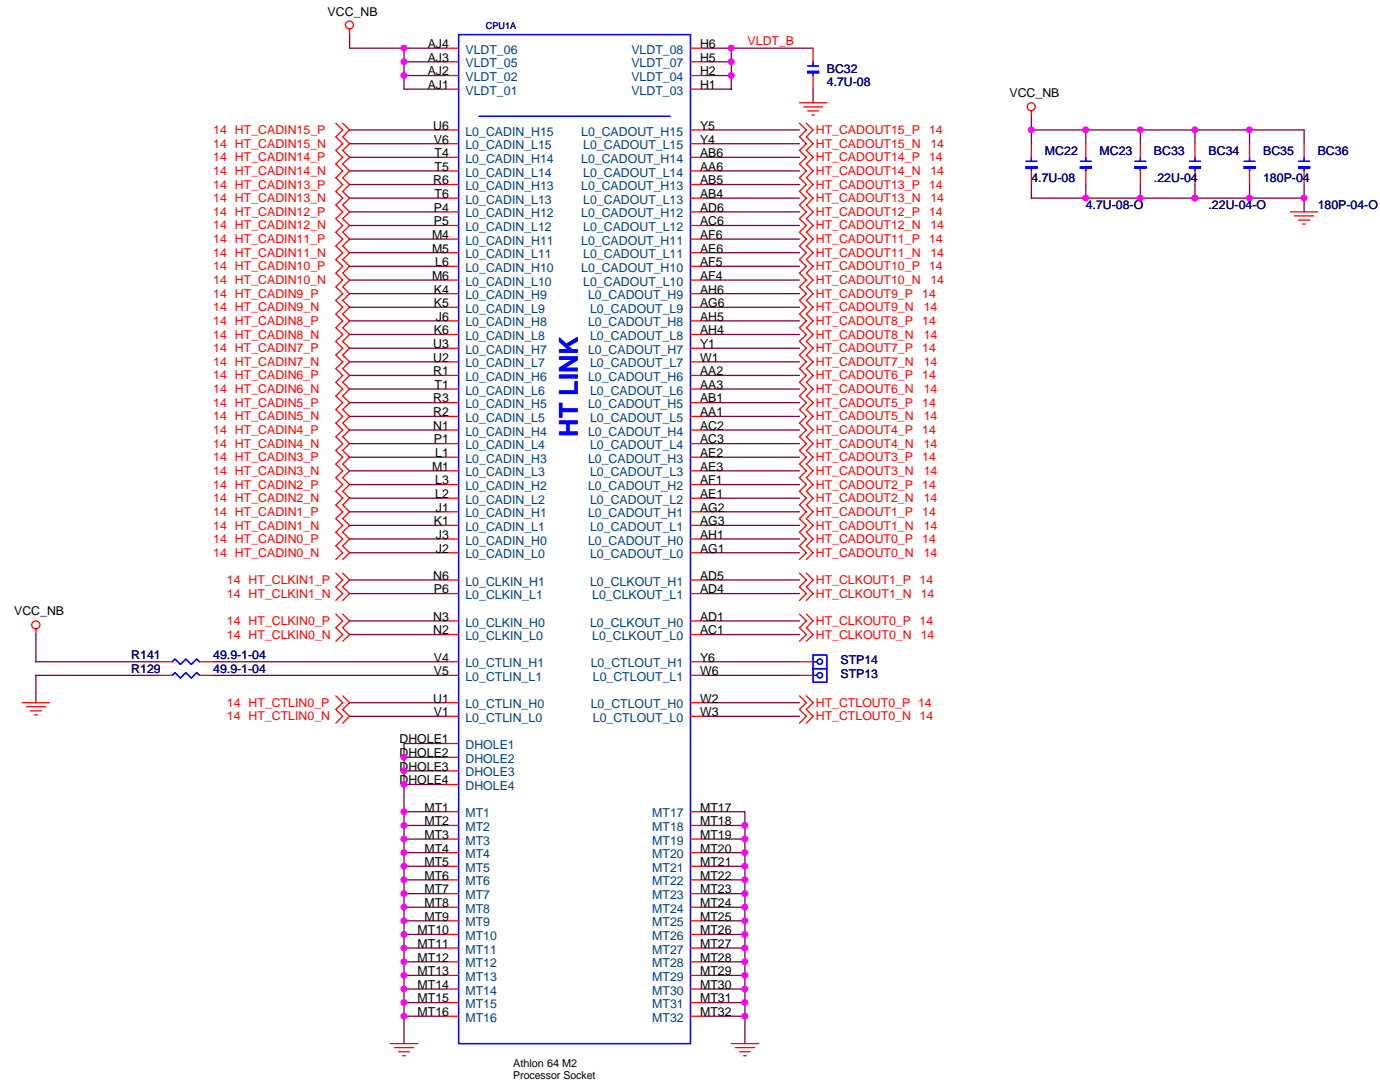 VCC_NB
CPU1A
AJ4 VLDT_06 VLDT_08 H6 VLDT_B
AJ3 VLDT_05 VLDT_07 H5
AJ2 VLDT_02 VLDT_04 H2
AJ1 VLDT_01 VLDT_03 H1
BC32
4.7U-08
VCC_NB
MC22 MC23 BC33 BC34 BC35 BC36
4.7U-08 .22U-04 180P-04
4.7U-08-O .22U-04-O 180P-04-O
14 HT_CADIN15_P U6 L0_CADIN_H15 L0_CADOUT_H15 Y5 HT_CADOUT15_P 14
14 HT_CADIN15_N V6 L0_CADIN_L15 L0_CADOUT_L15 Y4 HT_CADOUT15_N 14
14 HT_CADIN14_P T4 L0_CADIN_H14 L0_CADOUT_H14 AB6 HT_CADOUT14_P 14
14 HT_CADIN14_N T5 L0_CADIN_L14 L0_CADOUT_L14 AA6 HT_CADOUT14_N 14
14 HT_CADIN13_P R6 L0_CADIN_H13 L0_CADOUT_H13 AB5 HT_CADOUT13_P 14
14 HT_CADIN13_N T6 L0_CADIN_L13 L0_CADOUT_L13 AB4 HT_CADOUT13_N 14
14 HT_CADIN12_P P4 L0_CADIN_H12 L0_CADOUT_H12 AD6 HT_CADOUT12_P 14
14 HT_CADIN12_N P5 L0_CADIN_L12 L0_CADOUT_L12 AC6 HT_CADOUT12_N 14
14 HT_CADIN11_P M4 L0_CADIN_H11 L0_CADOUT_H11 AF6 HT_CADOUT11_P 14
14 HT_CADIN11_N M5 L0_CADIN_L11 L0_CADOUT_L11 AE6 HT_CADOUT11_N 14
14 HT_CADIN10_P L6 L0_CADIN_H10 L0_CADOUT_H10 AF5 HT_CADOUT10_P 14
14 HT_CADIN10_N M6 L0_CADIN_L10 L0_CADOUT_L10 AF4 HT_CADOUT10_N 14
14 HT_CADIN9_P K4 L0_CADIN_H9 L0_CADOUT_H9 AH6 HT_CADOUT9_P 14
14 HT_CADIN9_N K5 L0_CADIN_L9 L0_CADOUT_L9 AG6 HT_CADOUT9_N 14
14 HT_CADIN8_P J6 L0_CADIN_H8 L0_CADOUT_H8 AH5 HT_CADOUT8_P 14
14 HT_CADIN8_N K6 L0_CADIN_L8 L0_CADOUT_L8 AH4 HT_CADOUT8_N 14
14 HT_CADIN7_P U3 L0_CADIN_H7 L0_CADOUT_H7 Y1 HT_CADOUT7_P 14
14 HT_CADIN7_N U2 L0_CADIN_L7 L0_CADOUT_L7 W1 HT_CADOUT7_N 14
14 HT_CADIN6_P R1 L0_CADIN_H6 L0_CADOUT_H6 AA2 HT_CADOUT6_P 14
14 HT_CADIN6_N T1 L0_CADIN_L6 L0_CADOUT_L6 AA3 HT_CADOUT6_N 14
14 HT_CADIN5_P R3 L0_CADIN_H5 L0_CADOUT_H5 AB1 HT_CADOUT5_P 14
14 HT_CADIN5_N R2 L0_CADIN_L5 L0_CADOUT_L5 AA1 HT_CADOUT5_N 14
14 HT_CADIN4_P N1 L0_CADIN_H4 L0_CADOUT_H4 AC2 HT_CADOUT4_P 14
14 HT_CADIN4_N P1 L0_CADIN_L4 L0_CADOUT_L4 AC3 HT_CADOUT4_N 14
14 HT_CADIN3_P L1 L0_CADIN_H3 L0_CADOUT_H3 AE2 HT_CADOUT3_P 14
14 HT_CADIN3_N M1 L0_CADIN_L3 L0_CADOUT_L3 AE3 HT_CADOUT3_N 14
14 HT_CADIN2_P L3 L0_CADIN_H2 L0_CADOUT_H2 AF1 HT_CADOUT2_P 14
14 HT_CADIN2_N L2 L0_CADIN_L2 L0_CADOUT_L2 AE1 HT_CADOUT2_N 14
14 HT_CADIN1_P J1 L0_CADIN_H1 L0_CADOUT_H1 AG2 HT_CADOUT1_P 14
14 HT_CADIN1_N K1 L0_CADIN_L1 L0_CADOUT_L1 AG3 HT_CADOUT1_N 14
14 HT_CADIN0_P J3 L0_CADIN_H0 L0_CADOUT_H0 AH1 HT_CADOUT0_P 14
14 HT_CADIN0_N J2 L0_CADIN_L0 L0_CADOUT_L0 AG1 HT_CADOUT0_N 14
HT LINK
14 HT_CLKIN1_P N6 L0_CLKIN_H1 L0_CLKOUT_H1 AD5 HT_CLKOUT1_P 14
14 HT_CLKIN1_N P6 L0_CLKIN_L1 L0_CLKOUT_L1 AD4 HT_CLKOUT1_N 14
VCC_NB
14 HT_CLKIN0_P N3 L0_CLKIN_H0 L0_CLKOUT_H0 AD1 HT_CLKOUT0_P 14
14 HT_CLKIN0_N N2 L0_CLKIN_L0 L0_CLKOUT_L0 AC1 HT_CLKOUT0_N 14
R141 49.9-1-04 V4 L0_CTLIN_H1 L0_CTLOUT_H1 Y6 STP14
R129 49.9-1-04 V5 L0_CTLIN_L1 L0_CTLOUT_L1 W6 STP13
14 HT_CTLIN0_P U1 L0_CTLIN_H0 L0_CTLOUT_H0 W2 HT_CTLOUT0_P 14
14 HT_CTLIN0_N V1 L0_CTLIN_L0 L0_CTLOUT_L0 W3 HT_CTLOUT0_N 14
DHOLE1 DHOLE1
DHOLE2 DHOLE2
DHOLE3 DHOLE3
DHOLE4 DHOLE4
MT1 MT1 MT17 MT17
MT2 MT2 MT18 MT18
MT3 MT3 MT19 MT19
MT4 MT4 MT20 MT20
MT5 MT5 MT21 MT21
MT6 MT6 MT22 MT22
MT7 MT7 MT23 MT23
MT8 MT8 MT24 MT24
MT9 MT9 MT25 MT25
MT10 MT10 MT26 MT26
MT11 MT11 MT27 MT27
MT12 MT12 MT28 MT28
MT13 MT13 MT29 MT29
MT14 MT14 MT30 MT30
MT15 MT15 MT31 MT31
MT16 MT16 MT32 MT32
Athlon 64 M2
Processor Socket